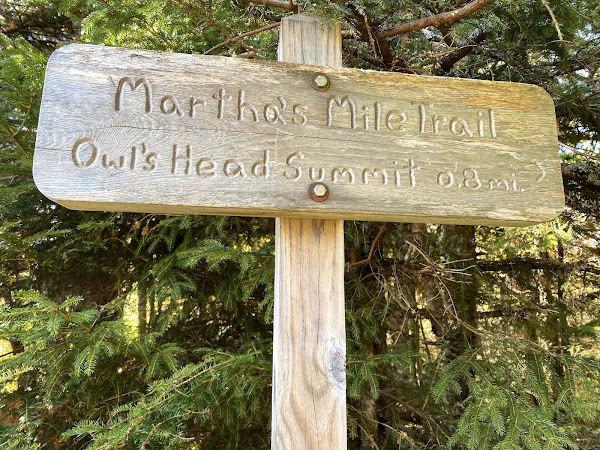 Martha's Mile Trail
Owl's Head Summit 0.8 mi. >